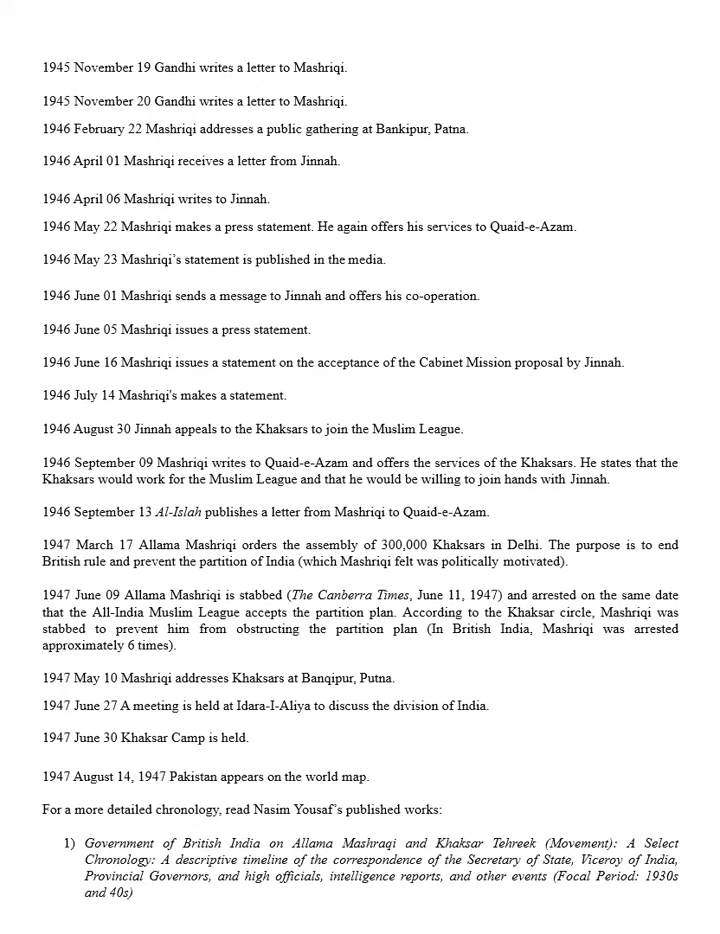 1945 November 19 Gandhi writes a letter to Mashriqi.
1945 November 20 Gandhi writes a letter to Mashriqi.
1946 February 22 Mashriqi addresses a public gathering at Bankipur, Patna.
1946 April 01 Mashriqi receives a letter from Jinnah.
1946 April 06 Mashriqi writes to Jinnah.
1946 May 22 Mashriqi makes a press statement. He again offers his services to Quaid-e-Azam.
1946 May 23 Mashriqi’s statement is published in the media.
1946 June 01 Mashriqi sends a message to Jinnah and offers his co-operation.
1946 June 05 Mashriqi issues a press statement.
1946 June 16 Mashriqi issues a statement on the acceptance of the Cabinet Mission proposal by Jinnah.
1946 July 14 Mashriqi's makes a statement.
1946 August 30 Jinnah appeals to the Khaksars to join the Muslim League.
1946 September 09 Mashriqi writes to Quaid-e-Azam and offers the services of the Khaksars. He states that the
Khaksars would work for the Muslim League and that he would be willing to join hands with Jinnah.
1946 September 13 Al-Islah publishes a letter from Mashriqi to Quaid-e-Azam.
1947 March 17 Allama Mashriqi orders the assembly of 300,000 Khaksars in Delhi. The purpose is to end
British rule and prevent the partition of India (which Mashriqi felt was politically motivated).
1947 June 09 Allama Mashriqi is stabbed (The Canberra Times, June 11, 1947) and arrested on the same date
that the All-India Muslim League accepts the partition plan. According to the Khaksar circle, Mashriqi was
stabbed to prevent him from obstructing the partition plan (In British India, Mashriqi was arrested
approximately 6 times).
1947 May 10 Mashriqi addresses Khaksars at Banqipur, Putna.
1947 June 27 A meeting is held at Idara-I-Aliya to discuss the division of India.
1947 June 30 Khaksar Camp is held.
1947 August 14, 1947 Pakistan appears on the world map.
For a more detailed chronology, read Nasim Yousaf’s published works:
1) Government of British India on Allama Mashraqi and Khaksar Tehreek (Movement): A Select
Chronology: A descriptive timeline of the correspondence of the Secretary of State, Viceroy of India,
Provincial Governors, and high officials, intelligence reports, and other events (Focal Period: 1930s
and 40s)